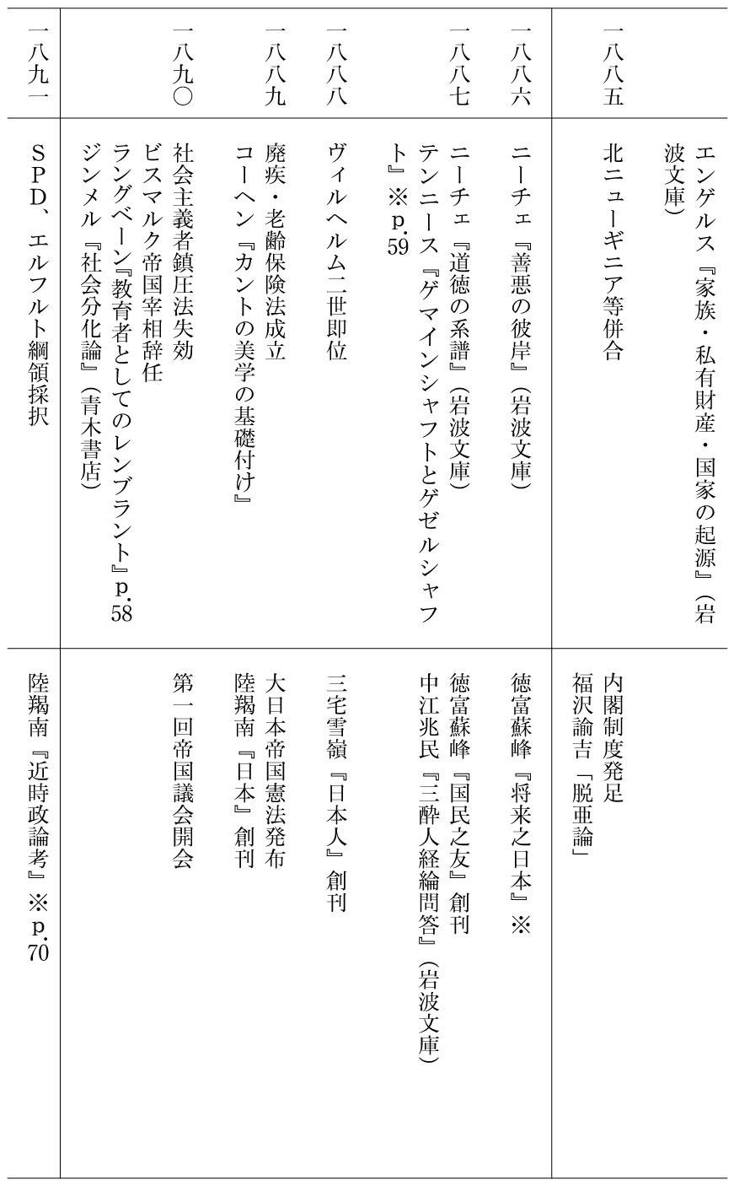 エンゲルス『家族・私有財産・国家の起源』（岩
波文庫）
一八八五
北ニューギニア等併合
内閣制度発足
福沢諭吉「脱亜論」
一八八六
ニーチェ『善悪の彼岸』（岩波文庫）
徳富蘇峰『将来之日本』※
一八八七
ニーチェ『道徳の系譜』（岩波文庫）
テンニース『ゲマインシャフトとゲゼルシャフ
ト』※p.59
徳富蘇峰『国民之友』創刊
中江兆民『三酔人経綸問答』（岩波文庫）
一八八八
ヴィルヘルム二世即位
三宅雪嶺『日本人』創刊
一八八九
廃疾・老齢保険法成立
コーヘン『カントの美学の基礎付け』
大日本帝国憲法発布
陸羯南『日本』創刊
一八九〇
社会主義者鎮圧法失効
ビスマルク帝国宰相辞任
ラングベーン『教育者としてのレンブラント』p.58
ジンメル『社会分化論』（青木書店）
第一回帝国議会開会
一八九一
SPD、エルフルト綱領採択
陸羯南『近時政論考』※p.70